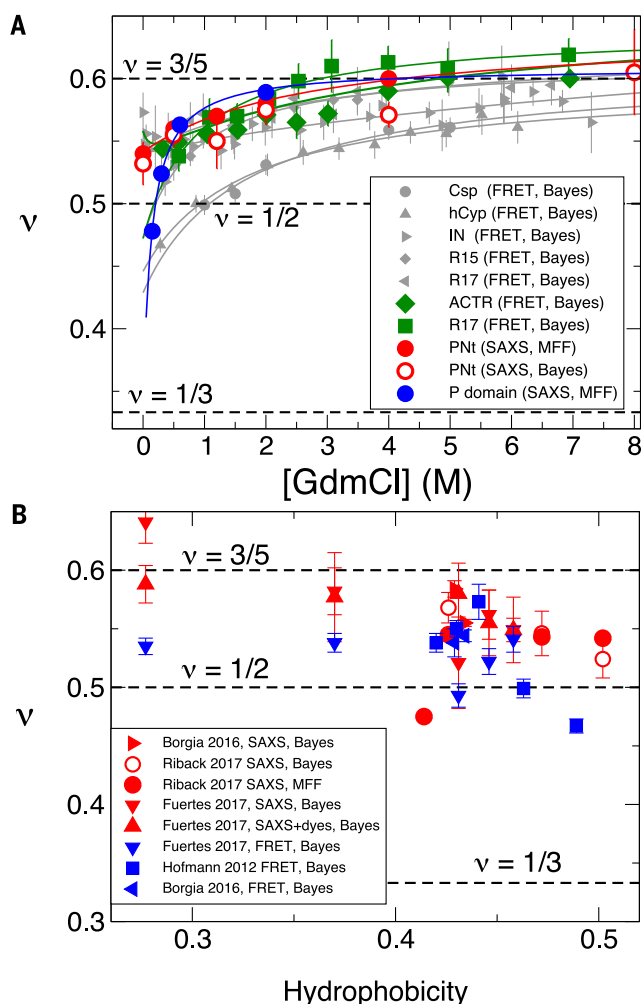 A
ν = 3/5
0.6
ν = 1/2
0.5
ν
0.4
ν = 1/3
Csp (FRET, Bayes)
hCyp (FRET, Bayes)
IN (FRET, Bayes)
R15 (FRET, Bayes)
R17 (FRET, Bayes)
ACTR (FRET, Bayes)
R17 (FRET, Bayes)
PNt (SAXS, MFF)
PNt (SAXS, Bayes)
P domain (SAXS, MFF)
0 1 2 3 4 5 6 7 8
[GdmCl] (M)
B
ν = 3/5
0.6
ν = 1/2
0.5
ν
0.4
ν = 1/3
0.3
Borgia 2016, SAXS, Bayes
Riback 2017 SAXS, Bayes
Riback 2017 SAXS, MFF
Fuertes 2017, SAXS, Bayes
Fuertes 2017, SAXS+dyes, Bayes
Fuertes 2017, FRET, Bayes
Hofmann 2012 FRET, Bayes
Borgia 2016, FRET, Bayes
0.3 0.4 0.5
Hydrophobicity